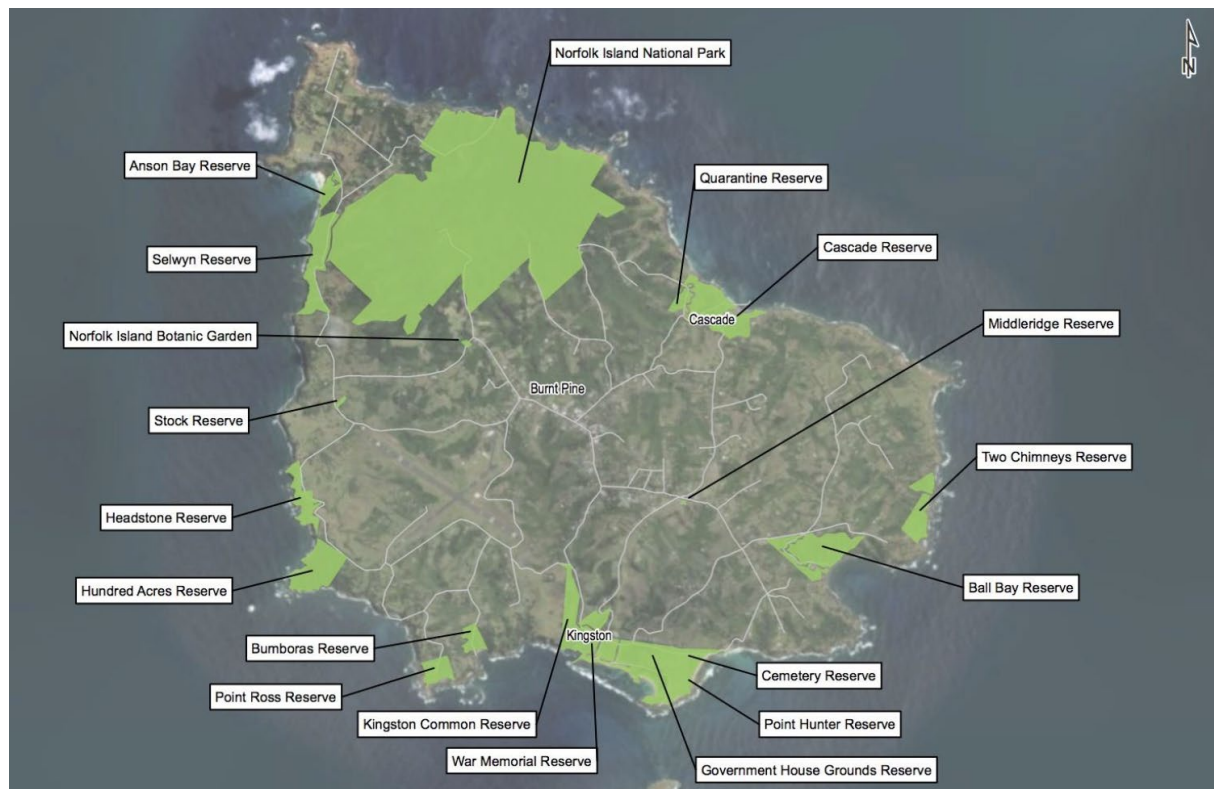 Norfolk Island National Park
N
Anson Bay Reserve
Quarantine Reserve
Cascade Reserve
Selwyn Reserve
Cascade
Middleridge Reserve
Norfolk Island Botanic Garden
Burnt Pine
Stock Reserve
Two Chimneys Reserve
Headstone Reserve
Hundred Acres Reserve
Ball Bay Reserve
Kingston
Bumboras Reserve
Cemetery Reserve
Point Ross Reserve
Kingston Common Reserve
Point Hunter Reserve
War Memorial Reserve
Government House Grounds Reserve